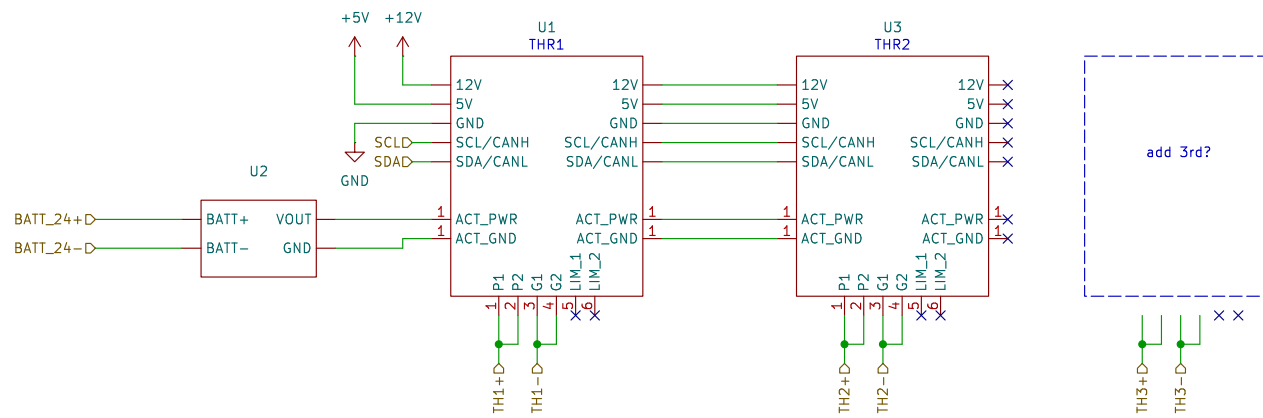 +5V +12V
U1
THR1
U3
THR2
12V 12V 12V 12V
5V 5V 5V 5V
GND GND GND GND
SCL SCL/CANH SCL/CANH SCL/CANH SCL/CANH
SDA SDA/CANL SDA/CANL SDA/CANL SDA/CANL
add 3rd?
GND
U2
BATT_24+ BATT+ VOUT 1 ACT_PWR ACT_PWR 1 1 ACT_PWR ACT_PWR 1
1 ACT_GND ACT_GND 1 1 ACT_GND ACT_GND 1
BATT_24- BATT- GND
P1 P2 G1 G2 LIM_1 LIM_2
1 2 3 4 5 6
P1 P2 G1 G2 LIM_1 LIM_2
1 2 3 4 5 6
TH1+ TH1- TH2+ TH2- TH3+ TH3-